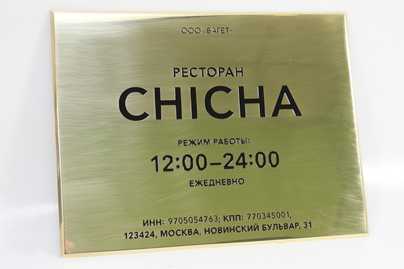 ООО «БАГЕТ»
РЕСТОРАН
CHICHA
РЕЖИМ РАБОТЫ:
12:00–24:00
ЕЖЕДНЕВНО
ИНН: 9705054763; КПП: 770345001,
123424, МОСКВА, НОВИНСКИЙ БУЛЬВАР, 31